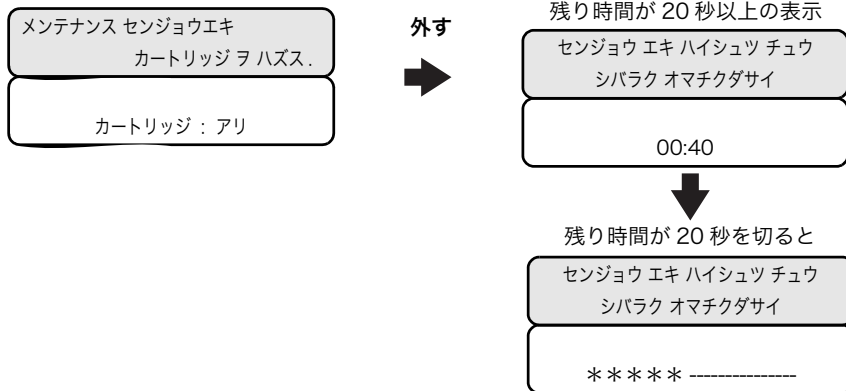 メンテナンス センジョウエキ
カートリッジ ヲ ハズス.
カートリッジ : アリ
外す
残り時間が 20 秒以上の表示
センジョウ エキ ハイシュツ チュウ
シバラク オマチクダサイ
00:40
残り時間が 20 秒を切ると
センジョウ エキ ハイシュツ チュウ
シバラク オマチクダサイ
＊＊＊＊＊ ---------------